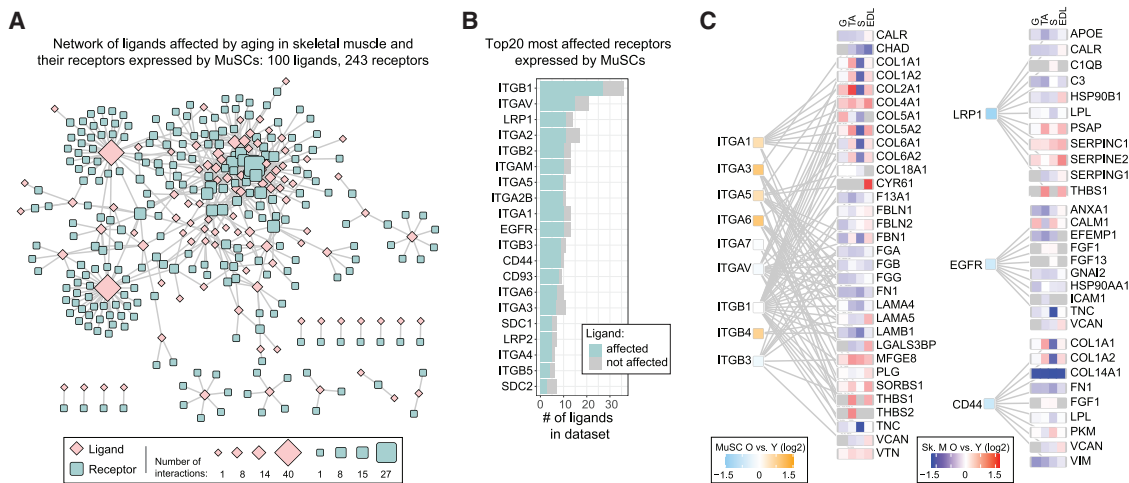 A
Network of ligands affected by aging in skeletal muscle and
their receptors expressed by MuSCs: 100 ligands, 243 receptors
Ligand
Receptor
Number of
interactions:
1 8 14 40 1 8 15 27
B
Top20 most affected receptors
expressed by MuSCs
ITGB1
ITGAV
LRP1
ITGA2
ITGB2
ITGAM
ITGA5
ITGA2B
ITGA1
EGFR
ITGB3
CD44
CD93
ITGA6
ITGA3
SDC1
LRP2
ITGA4
ITGB5
SDC2
Ligand:
affected
not affected
0 10 20 30
# of ligands
in dataset
C
ITGA1
ITGA3
ITGA5
ITGA6
ITGA7
ITGAV
ITGB1
ITGB4
ITGB3
G TA S EDL
CALR
CHAD
COL1A1
COL1A2
COL2A1
COL4A1
COL5A1
COL5A2
COL6A1
COL6A2
COL18A1
CYR61
F13A1
FBLN1
FBLN2
FBN1
FGA
FGB
FGG
FN1
LAMA4
LAMA5
LAMB1
LGALS3BP
MFGE8
PLG
SORBS1
THBS1
THBS2
TNC
VCAN
VTN
MuSC O vs. Y (log2)
-1.5 0 1.5
G TA S EDL
LRP1
APOE
CALR
C1QB
C3
HSP90B1
LPL
PSAP
SERPINC1
SERPINE2
SERPING1
THBS1
EGFR
ANXA1
CALM1
EFEMP1
FGF1
FGF13
GNAI2
HSP90AA1
ICAM1
TNC
VCAN
CD44
COL1A1
COL1A2
COL14A1
FN1
FGF1
LPL
PKM
VCAN
VIM
Sk. M O vs. Y (log2)
-1.5 0 1.5